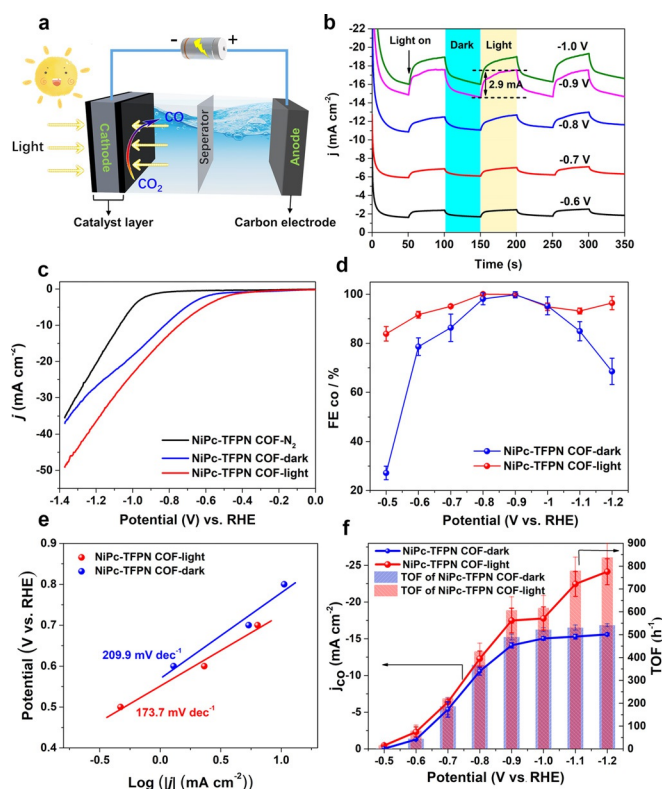 a
- +
Light
Cathode
CO
CO2
Seperator
Anode
Catalyst layer
Carbon electrode
b
-22
-20
-18
-16
-14
-12
-10
-8
-6
-4
-2
0
j (mA cm-2)
Light on
Dark
Light
2.9 mA
-1.0 V
-0.9 V
-0.8 V
-0.7 V
-0.6 V
0 50 100 150 200 250 300 350
Time (s)
c
0
-10
-20
-30
-40
-50
j (mA cm-2)
NiPc-TFPN COF-N2
NiPc-TFPN COF-dark
NiPc-TFPN COF-light
-1.2 -1.0 -0.8 -0.6 -0.4 -0.2 0.0
Potential (V) vs. RHE
d
100
80
60
40
20
FE co / %
NiPc-TFPN COF-dark
NiPc-TFPN COF-light
-0.5 -0.6 -0.7 -0.8 -0.9 -1 -1.1 -1.2
Potential (V) vs. RHE
e
0.9
0.8
0.7
0.6
0.5
0.4
Potential (V vs. RHE)
NiPc-TFPN COF-light
NiPc-TFPN COF-dark
209.9 mV dec-1
173.7 mV dec-1
-0.5 0.0 0.5 1.0
Log (|j| (mA cm-2)
f
-25
-20
-15
-10
-5
0
jCO (mA cm-2)
NiPc-TFPN COF-dark
NiPc-TFPN COF-light
TOF of NiPc-TFPN COF-dark
TOF of NiPc-TFPN COF-light
900
800
700
600
500
400
300
200
100
0
TOF (h-1)
-0.5 -0.6 -0.7 -0.8 -0.9 -1.0 -1.1 -1.2
Potential (V vs. RHE)